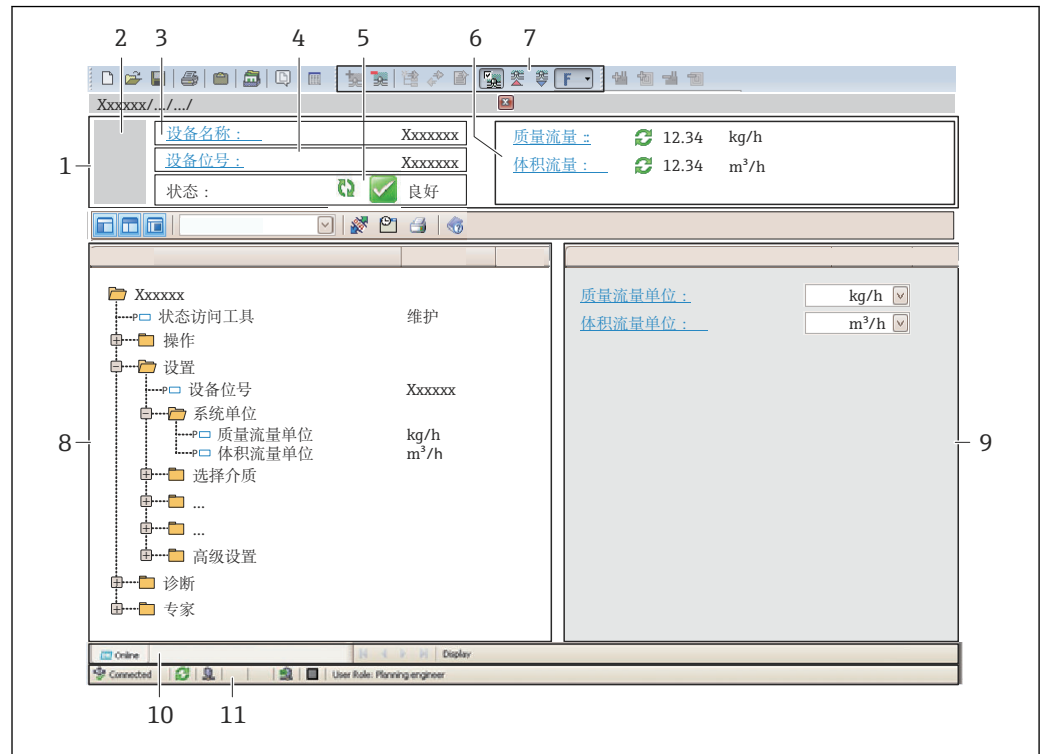 2 3 4 5 6 7
F
Xxxxxx/.../.../
1
设备名称： Xxxxxxx
设备位号： Xxxxxxx
状态： 良好
质量流量：: 12.34 kg/h
体积流量： 12.34 m³/h
Xxxxxx
状态访问工具 维护
操作
设置
设备位号 Xxxxxx
系统单位
质量流量单位 kg/h
体积流量单位 m³/h
选择介质
...
...
高级设置
诊断
专家
质量流量单位： kg/h
体积流量单位： m³/h
8
9
Online Display
Connected User Role: Planning engineer
10 11